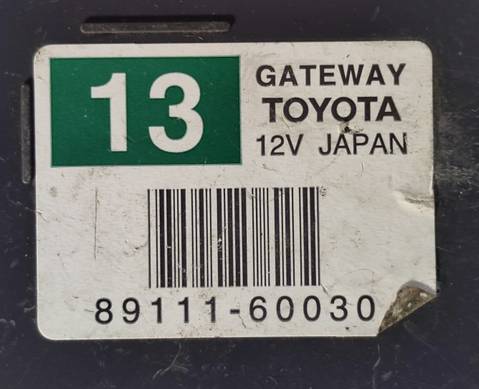 13
GATEWAY
TOYOTA
12V JAPAN
89111-60030